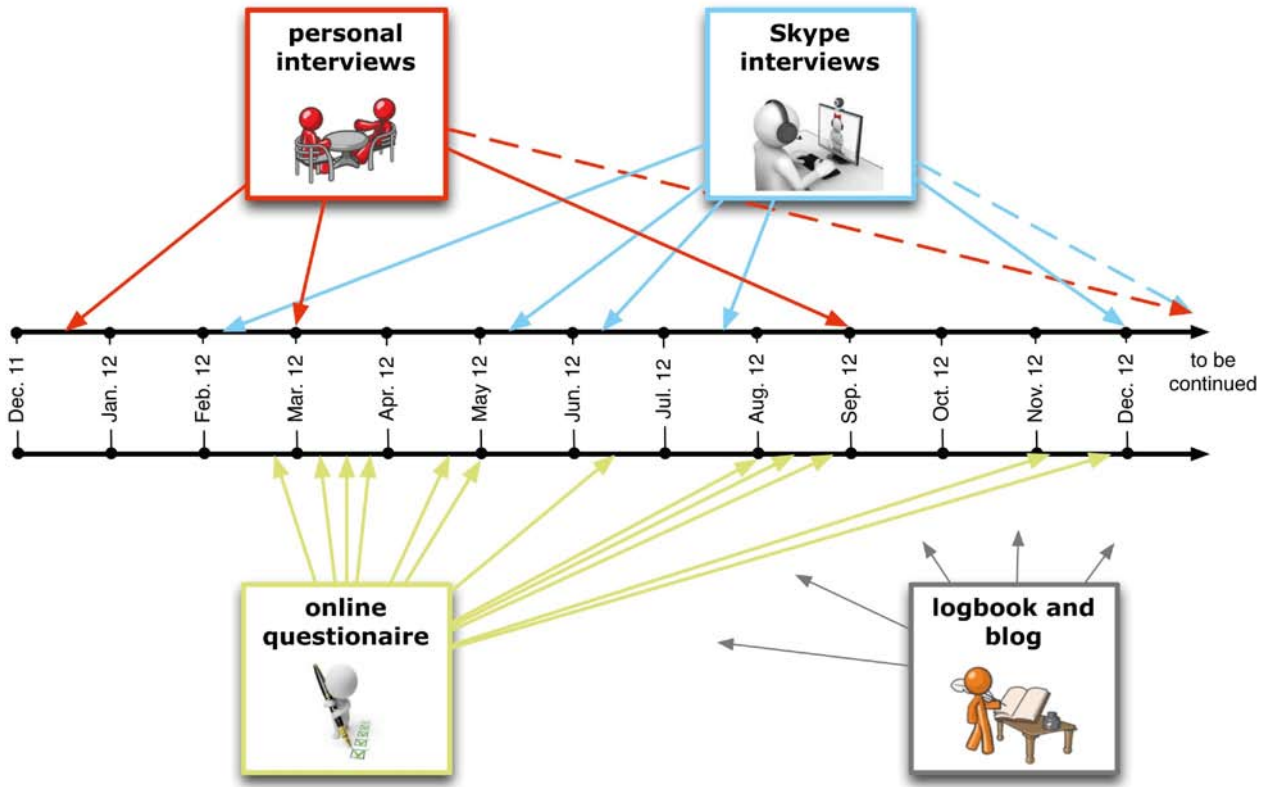 personal
interviews
Skype
interviews
Dec. 11
Jan. 12
Feb. 12
Mar. 12
Apr. 12
May 12
Jun. 12
Jul. 12
Aug. 12
Sep. 12
Oct. 12
Nov. 12
Dec. 12
to be
continued
online
questionaire
logbook and
blog